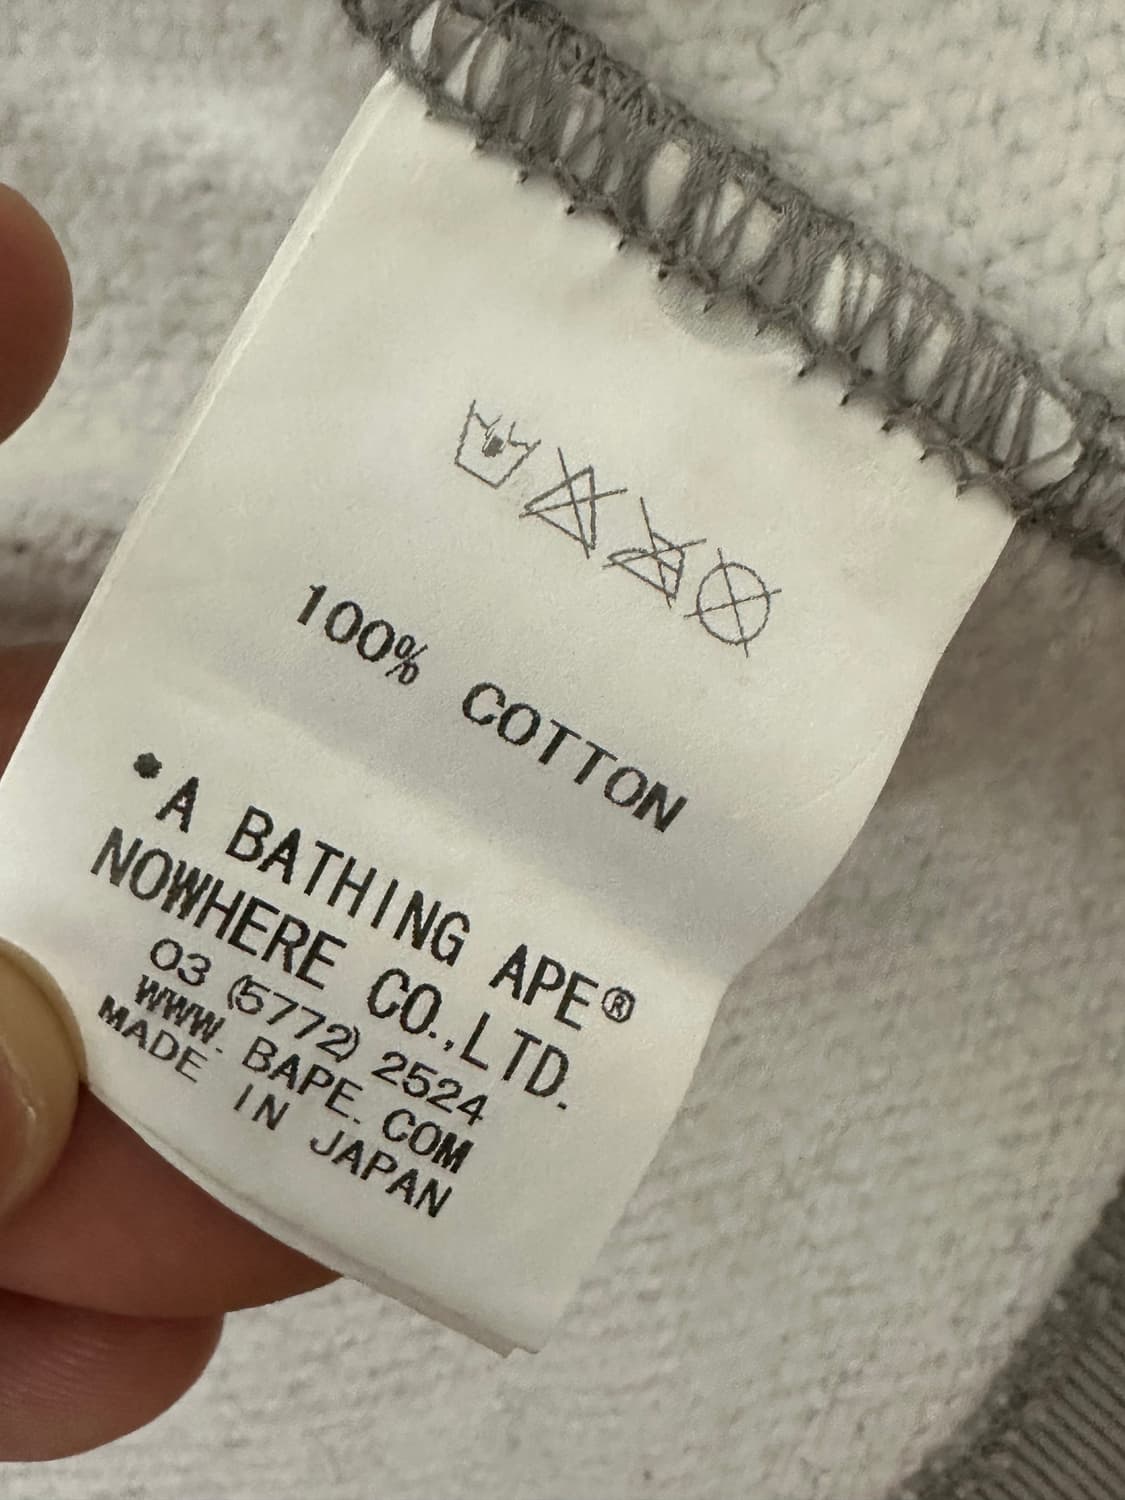 100% COTTON
•A BATHING APE®
NOWHERE CO.,LTD.
03 (5772) 2524
WWW. BAPE. COM
MADE IN JAPAN